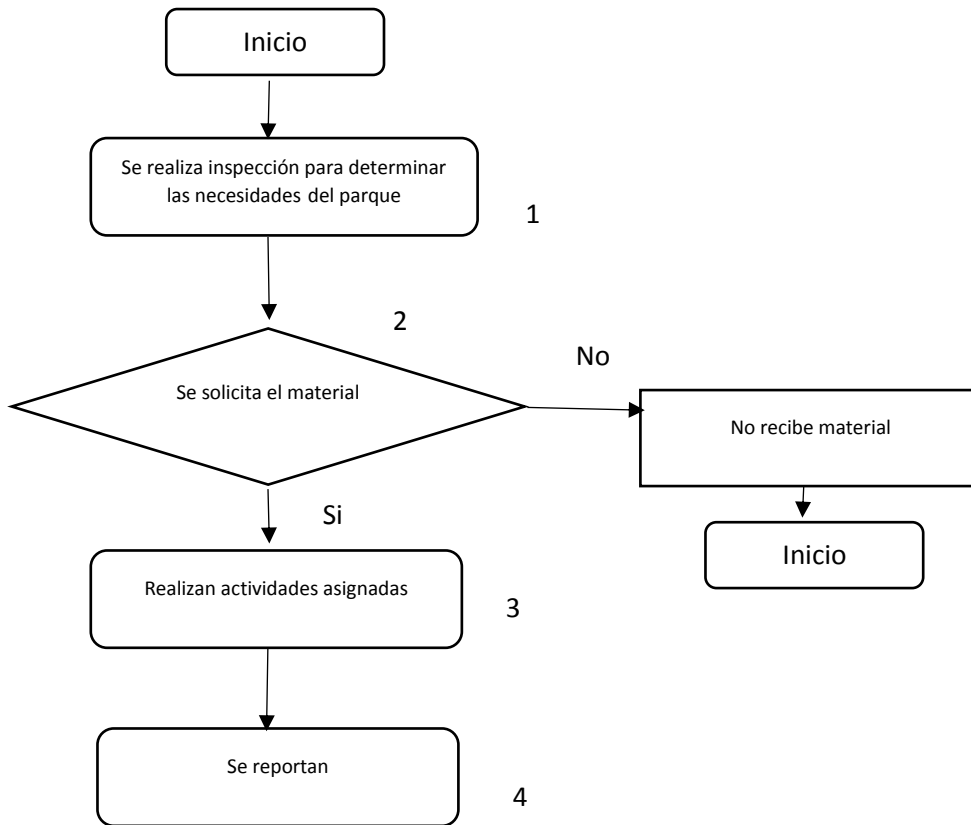 Inicio
Se realiza inspección para determinar
las necesidades del parque
1
2
Se solicita el material
No
No recibe material
Si
Inicio
Realizan actividades asignadas
3
Se reportan
4